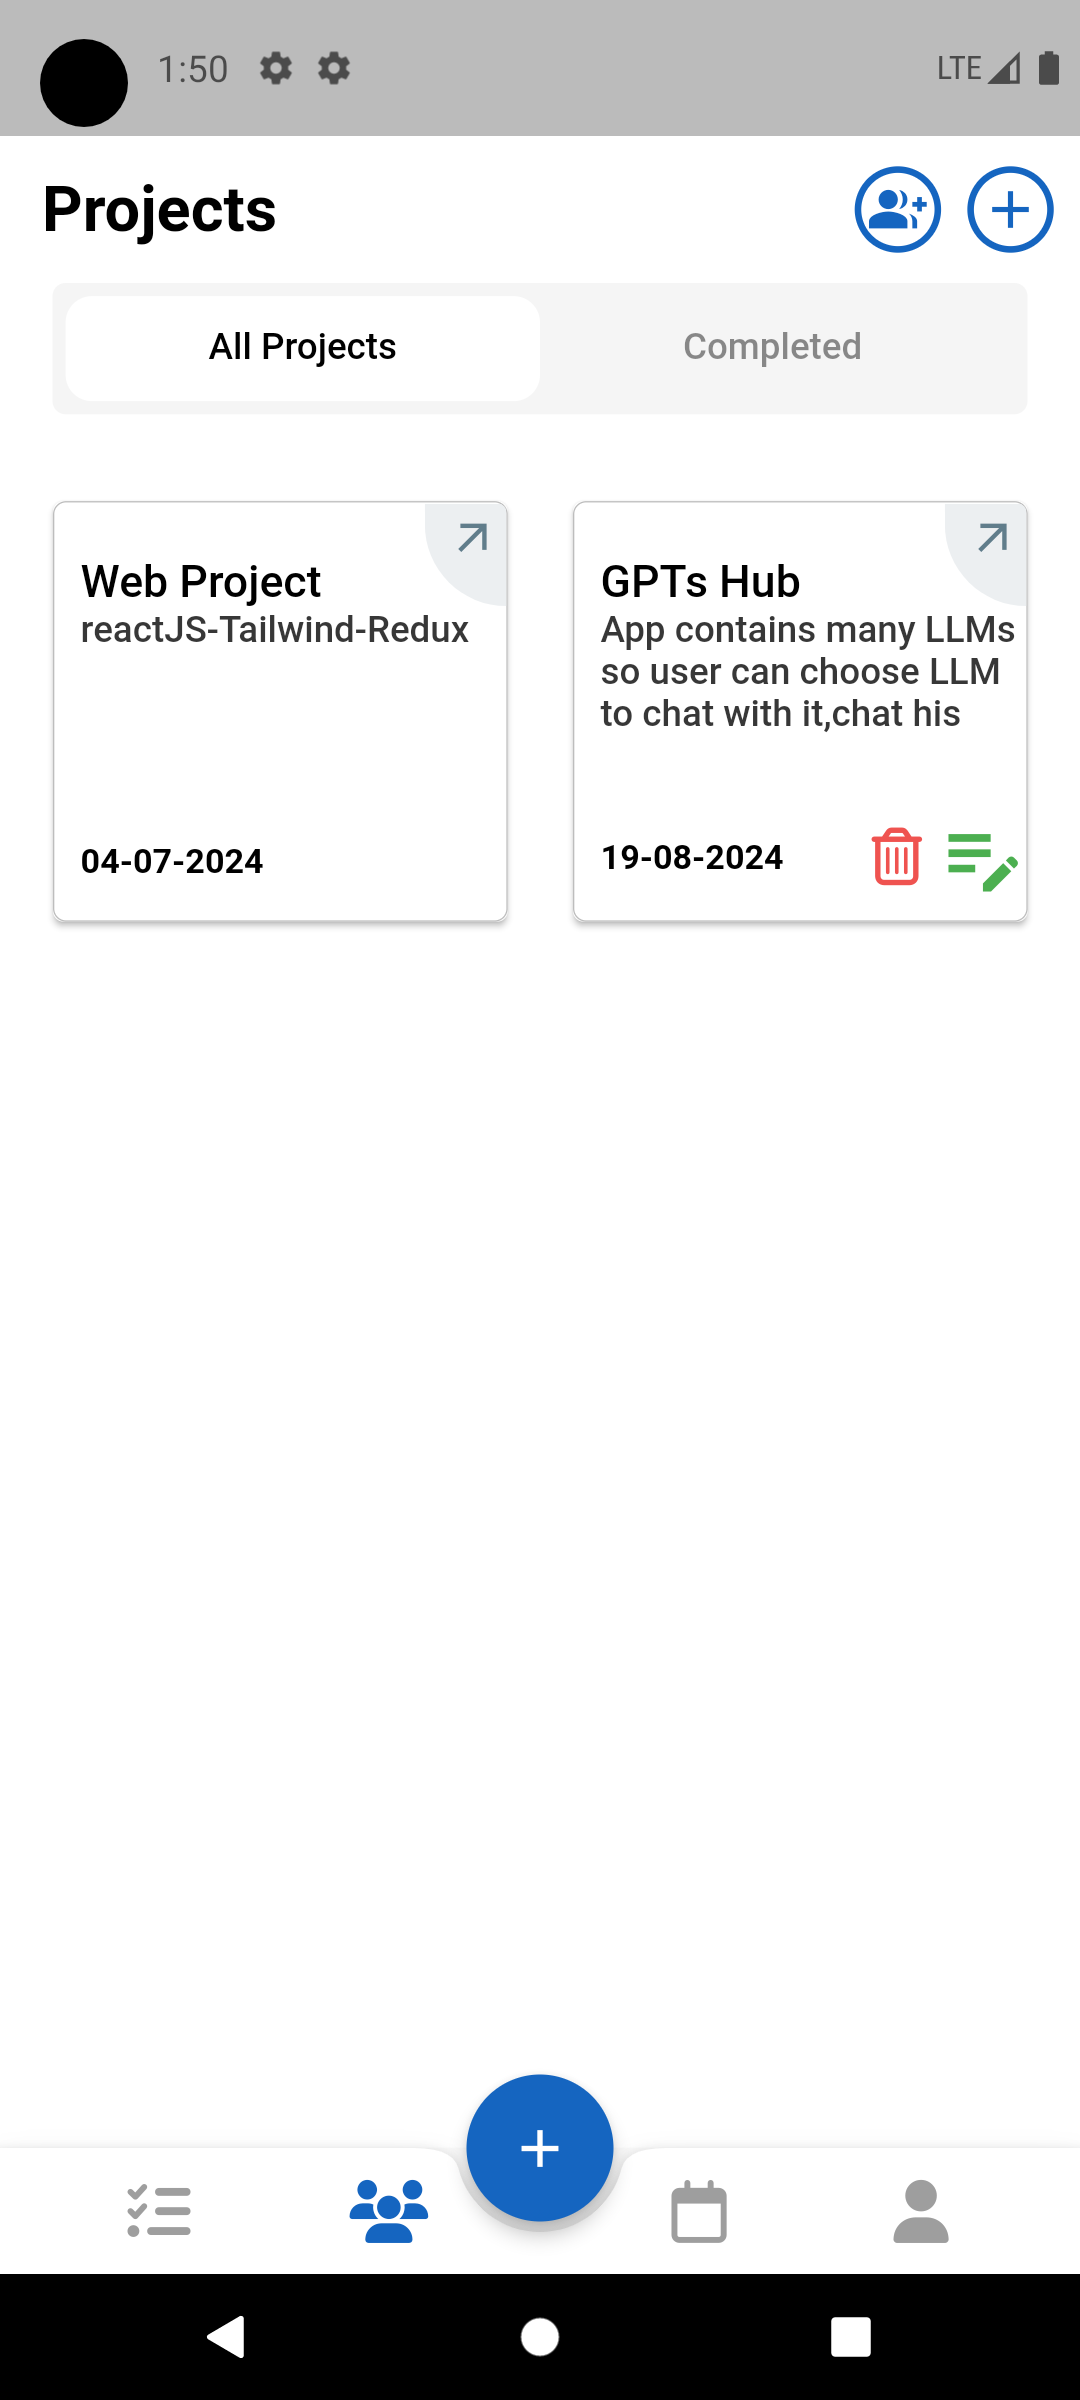 1:50
LTE
Projects
All Projects
Completed
Web Project
reactJS-Tailwind-Redux
04-07-2024
GPTs Hub
App contains many LLMs
so user can choose LLM
to chat with it,chat his
19-08-2024